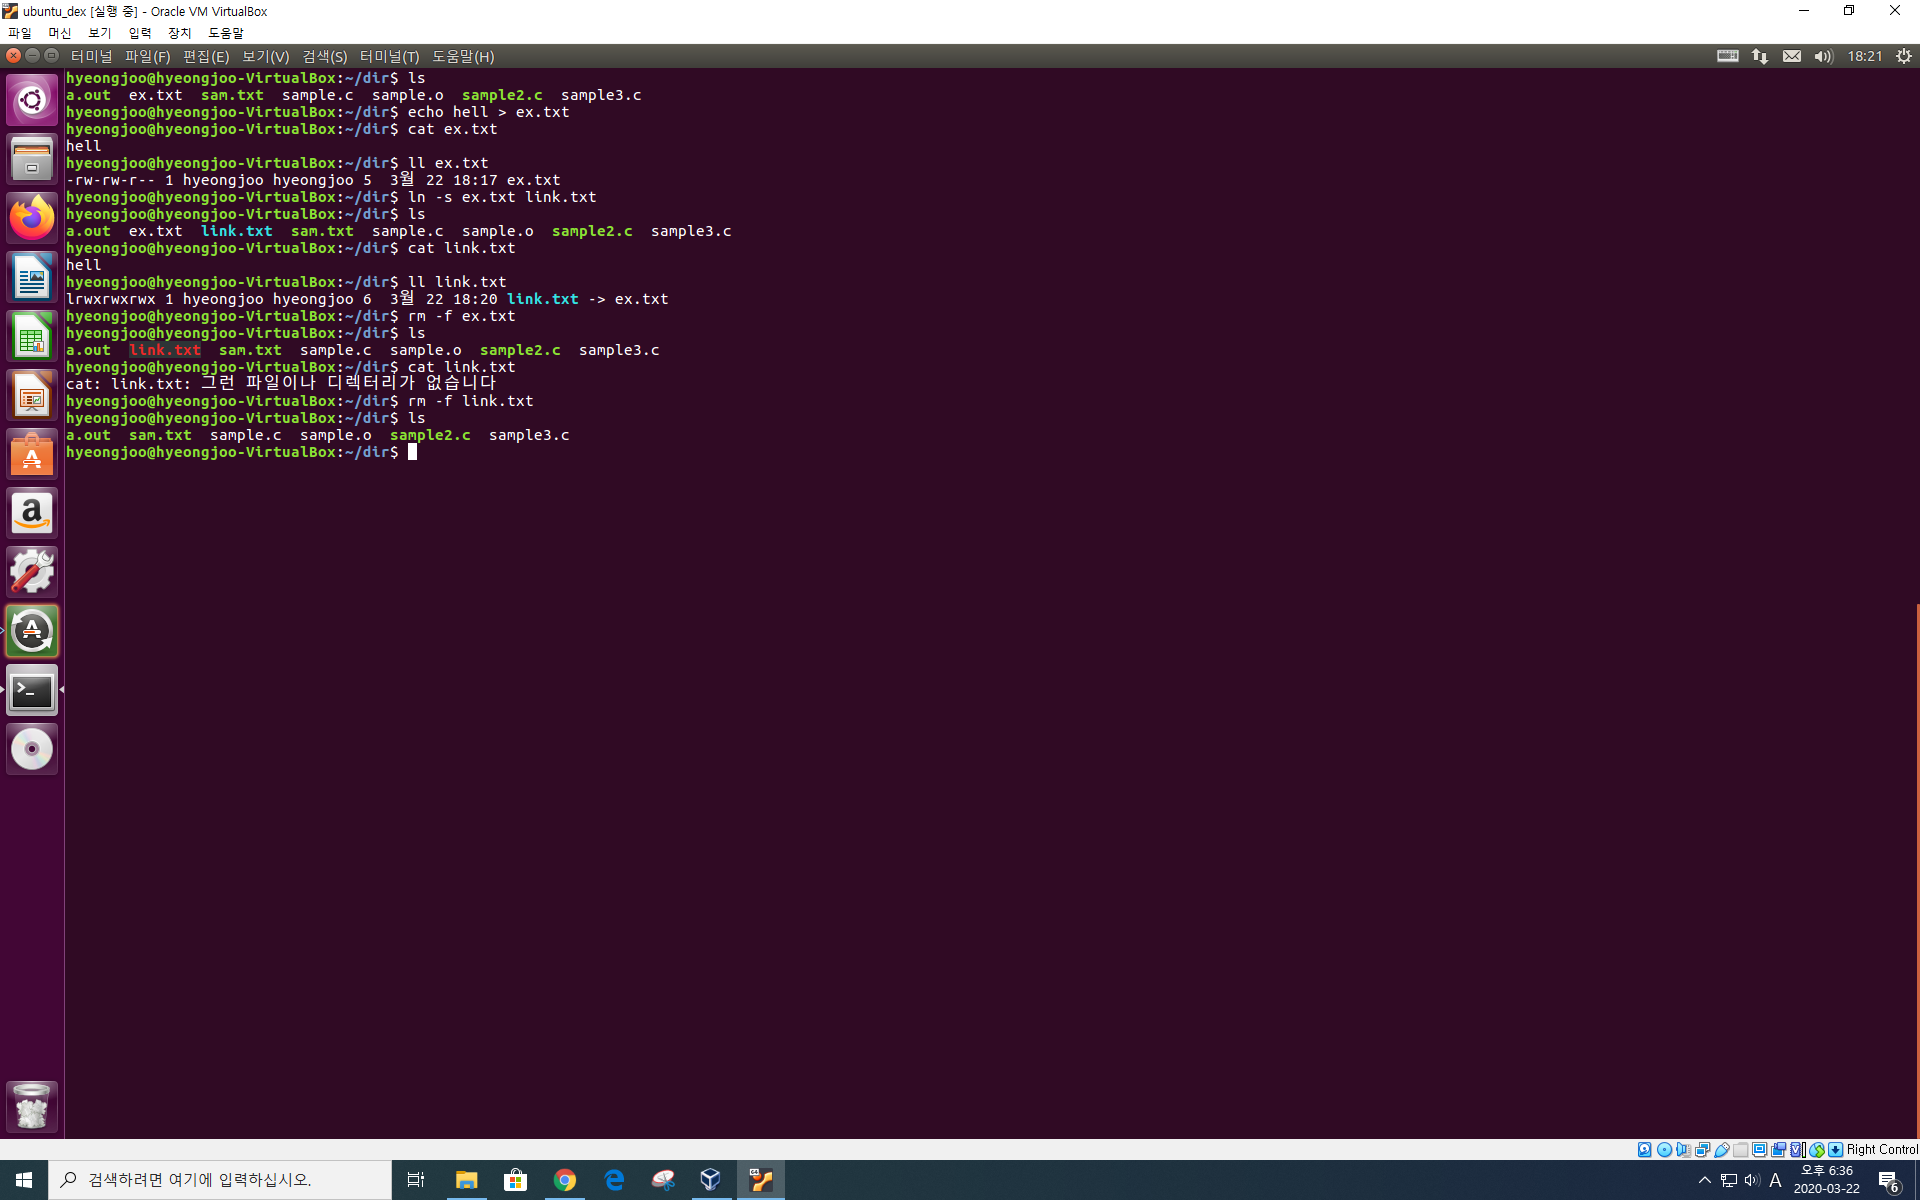 ubuntu_dex [실행 중] - Oracle VM VirtualBox
파일 머신 보기 입력 장치 도움말
터미널 파일(F) 편집(E) 보기(V) 검색(S) 터미널(T) 도움말(H) 18:21
hyeongjoo@hyeongjoo-VirtualBox:~/dir$ ls
a.out ex.txt sam.txt sample.c sample.o sample2.c sample3.c
hyeongjoo@hyeongjoo-VirtualBox:~/dir$ echo hell > ex.txt
hyeongjoo@hyeongjoo-VirtualBox:~/dir$ cat ex.txt
hell
hyeongjoo@hyeongjoo-VirtualBox:~/dir$ ll ex.txt
-rw-rw-r-- 1 hyeongjoo hyeongjoo 5 3월 22 18:17 ex.txt
hyeongjoo@hyeongjoo-VirtualBox:~/dir$ ln -s ex.txt link.txt
hyeongjoo@hyeongjoo-VirtualBox:~/dir$ ls
a.out ex.txt link.txt sam.txt sample.c sample.o sample2.c sample3.c
hyeongjoo@hyeongjoo-VirtualBox:~/dir$ cat link.txt
hell
hyeongjoo@hyeongjoo-VirtualBox:~/dir$ ll link.txt
lrwxrwxrwx 1 hyeongjoo hyeongjoo 6 3월 22 18:20 link.txt -> ex.txt
hyeongjoo@hyeongjoo-VirtualBox:~/dir$ rm -f ex.txt
hyeongjoo@hyeongjoo-VirtualBox:~/dir$ ls
a.out link.txt sam.txt sample.c sample.o sample2.c sample3.c
hyeongjoo@hyeongjoo-VirtualBox:~/dir$ cat link.txt
cat: link.txt: 그런 파일이나 디렉터리가 없습니다
hyeongjoo@hyeongjoo-VirtualBox:~/dir$ rm -f link.txt
hyeongjoo@hyeongjoo-VirtualBox:~/dir$ ls
a.out sam.txt sample.c sample.o sample2.c sample3.c
hyeongjoo@hyeongjoo-VirtualBox:~/dir$
Right Control
검색하려면 여기에 입력하십시오.
A 오후 6:36
2020-03-22
6